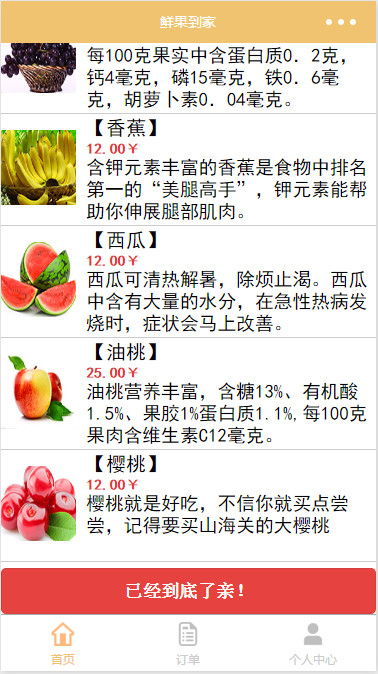 鲜果到家
每100克果实中含蛋白质0．2克，
钙4毫克，磷15毫克，铁0．6毫
克，胡萝卜素0．04毫克。
【香蕉】
12.00￥
含钾元素丰富的香蕉是食物中排名
第一的“美腿高手”，钾元素能帮
助你伸展腿部肌肉。
【西瓜】
12.00￥
西瓜可清热解暑，除烦止渴。西瓜
中含有大量的水分，在急性热病发
烧时，症状会马上改善。
【油桃】
25.00￥
油桃营养丰富，含糖13%、有机酸
1.5%、果胶1%蛋白质1.1%,每100克
果肉含维生素C12毫克。
【樱桃】
12.00￥
樱桃就是好吃，不信你就买点尝
尝，记得要买山海关的大樱桃
已经到底了亲！
首页
订单
个人中心